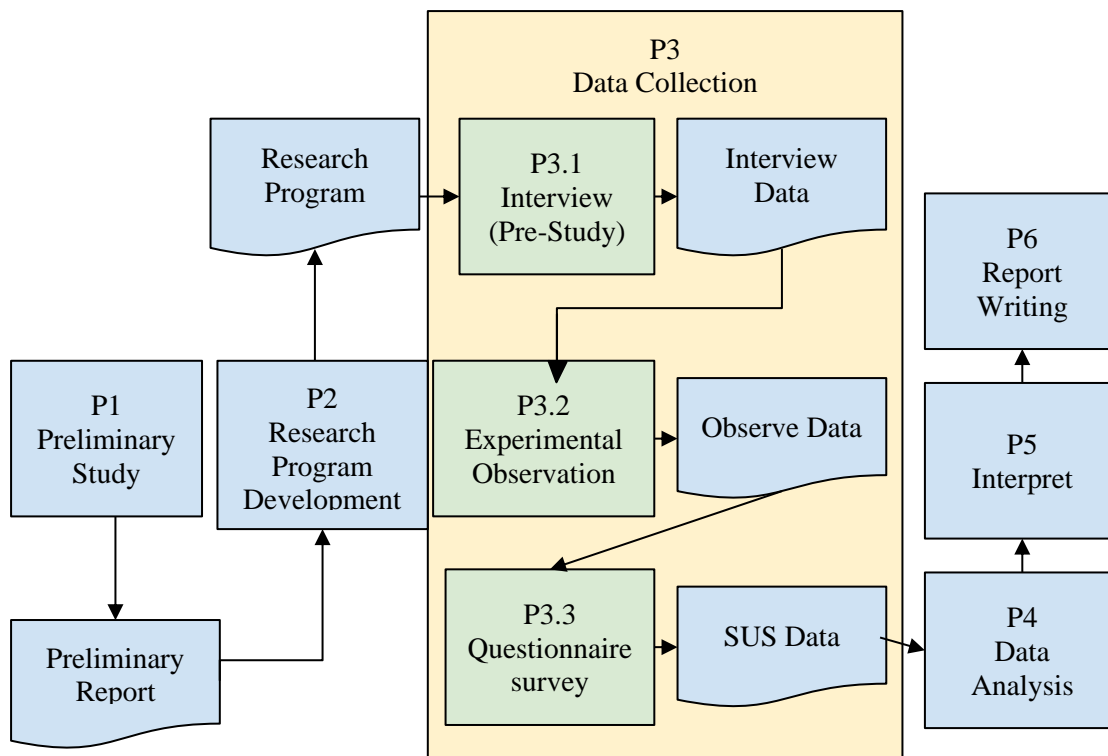 P3
Data Collection
Research
Program
P3.1
Interview
(Pre-Study)
Interview
Data
P6
Report
Writing
P1
Preliminary
Study
P2
Research
Program
Development
P3.2
Experimental
Observation
Observe Data
P5
Interpret
Preliminary
Report
P3.3
Questionnaire
survey
SUS Data
P4
Data
Analysis